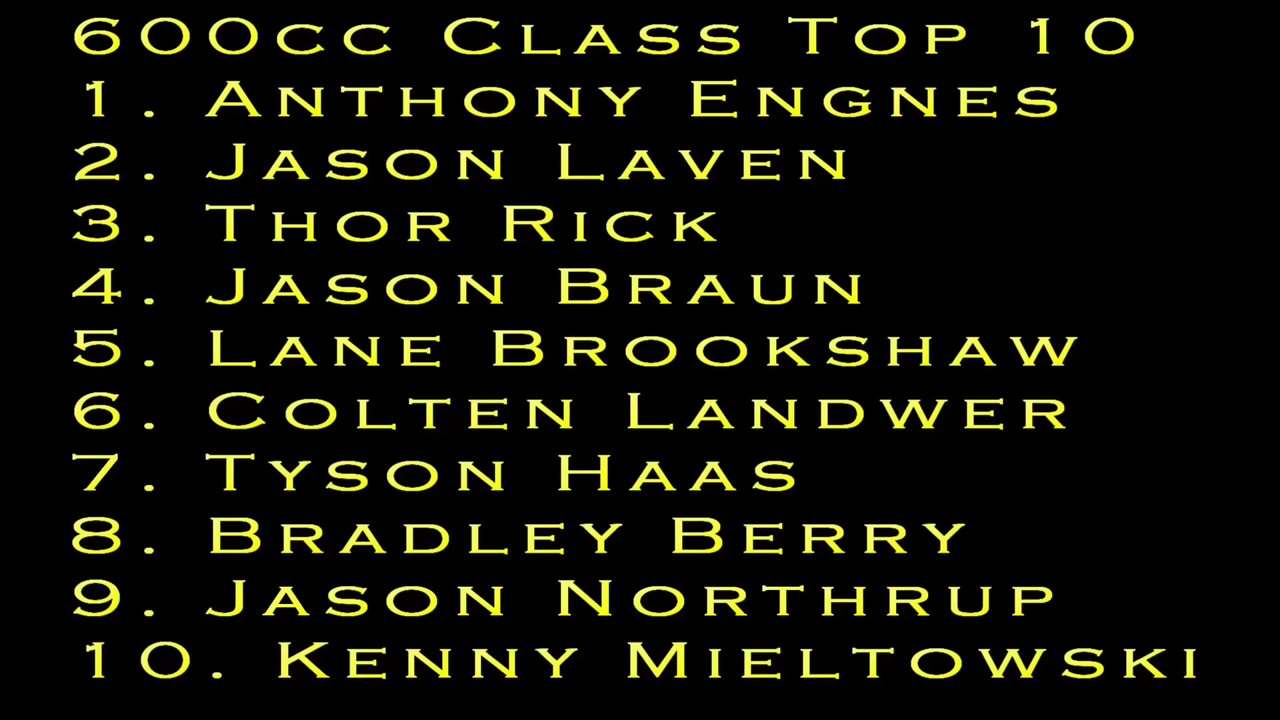 600cc Class Top 10
1. Anthony Engnes
2. Jason Laven
3. Thor Rick
4. Jason Braun
5. Lane Brookshaw
6. Colten Landwer
7. Tyson Haas
8. Bradley Berry
9. Jason Northrup
10. Kenny Mieltowski